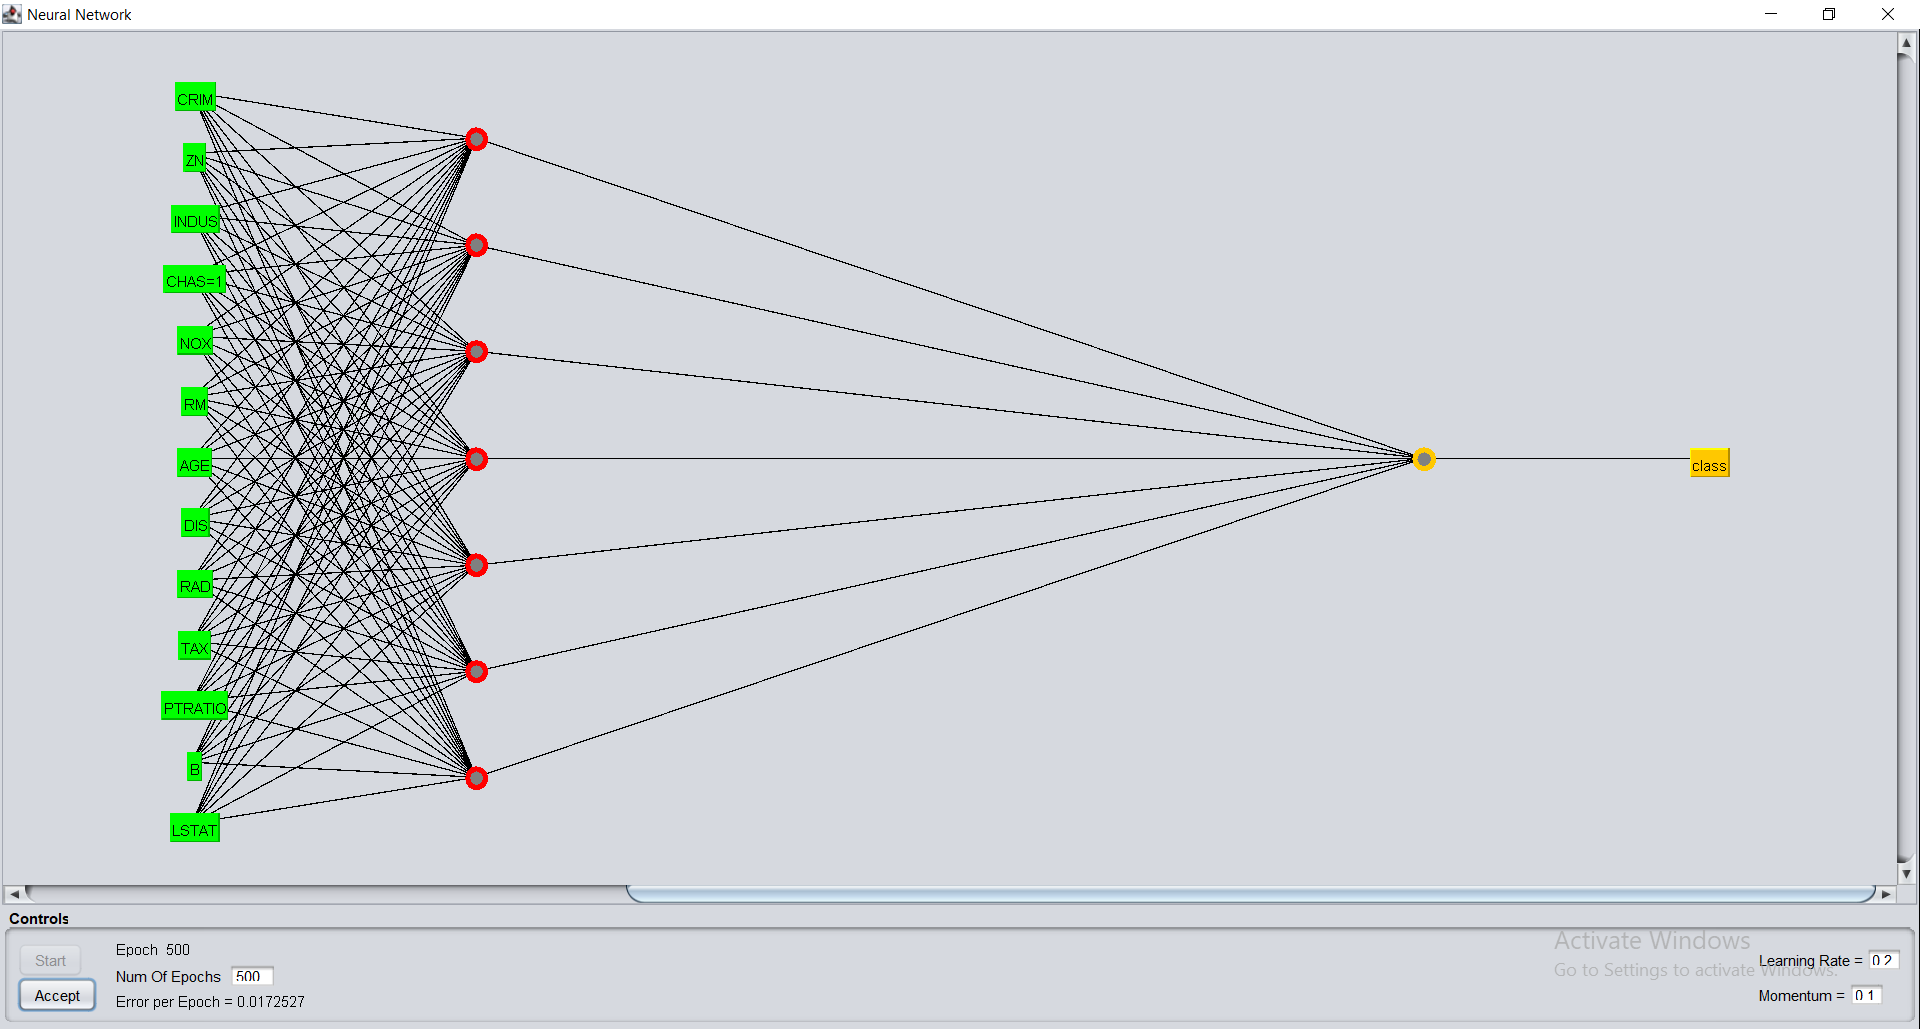 Neural Network
CRIM
ZN
INDUS
CHAS=1
NOX
RM
AGE
DIS
RAD
TAX
PTRATIO
B
LSTAT
class
Controls
Start
Accept
Epoch 500
Num Of Epochs 500
Error per Epoch = 0.0172527
Activate Windows
Go to Settings to activate Windows.
Learning Rate = 0.2
Momentum = 0.1